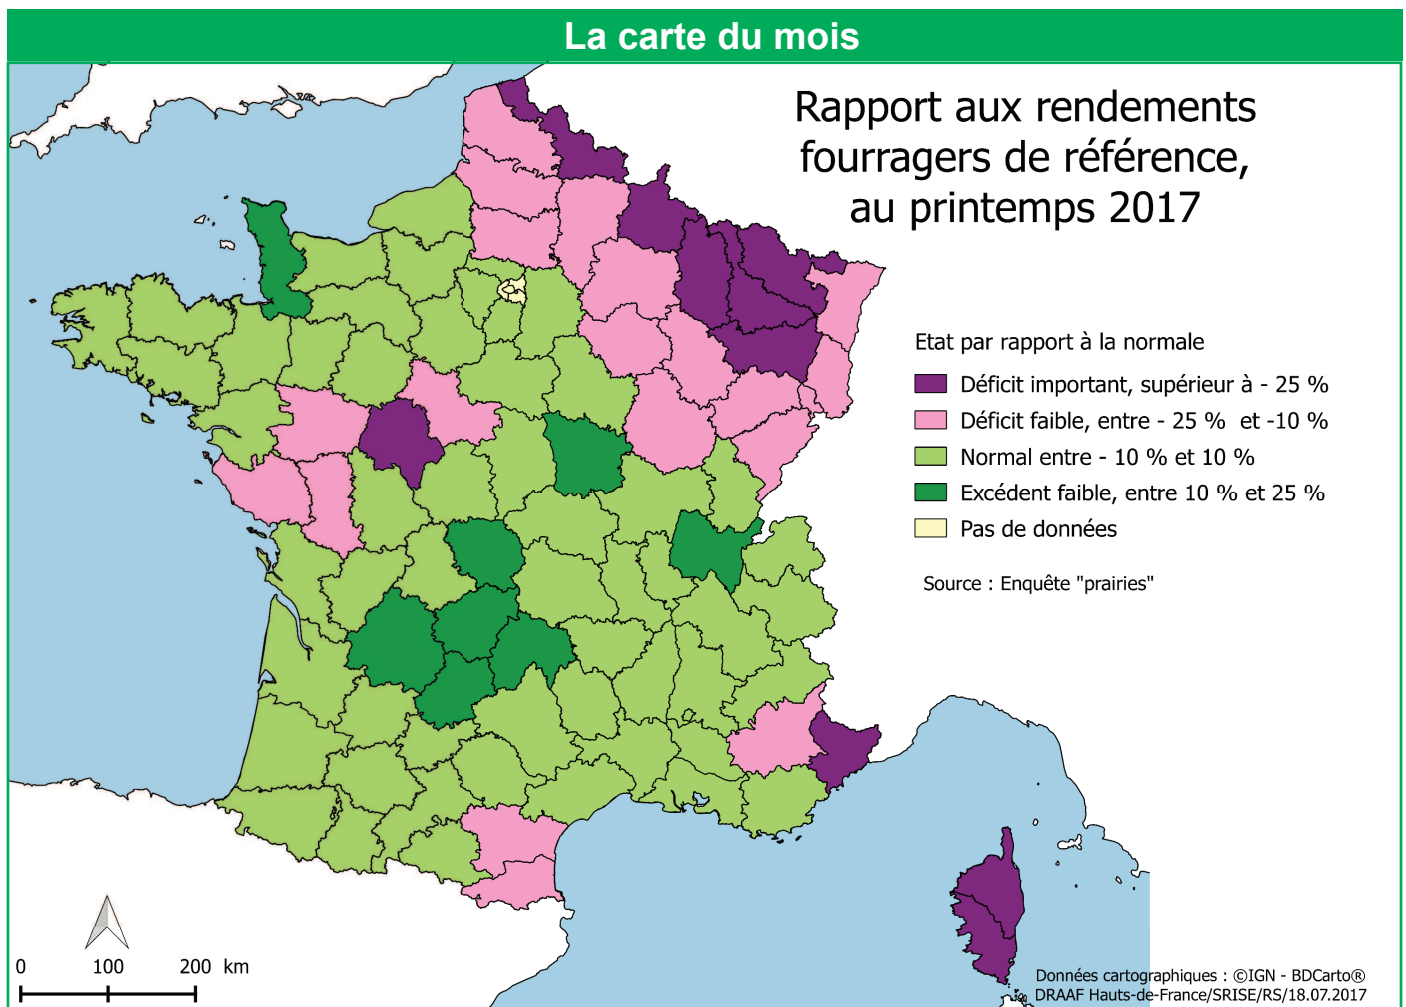 La carte du mois
Rapport aux rendements
fourragers de référence,
au printemps 2017
Etat par rapport à la normale
Déficit important, supérieur à - 25 %
Déficit faible, entre - 25 % et -10 %
Normal entre - 10 % et 10 %
Excédent faible, entre 10 % et 25 %
Pas de données
Source : Enquête "prairies"
0 100 200 km
Données cartographiques : ©IGN - BDCarto®
DRAAF Hauts-de-France/SRISE/RS/18.07.2017